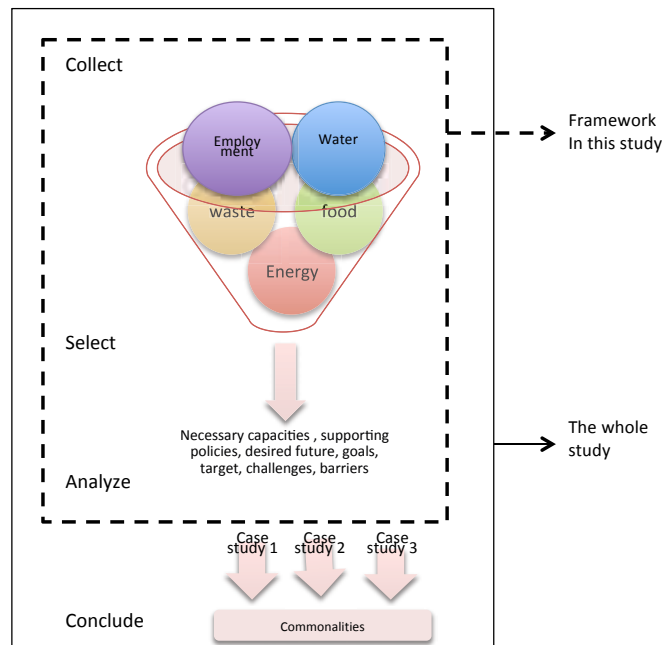 Collect
Employ
ment
Water
waste
food
Energy
Framework
In this study
Select
Necessary capacities , supporting
policies, desired future, goals,
target, challenges, barriers
Analyze
The whole
study
Case
study 1
Case
study 2
Case
study 3
Conclude
Commonalities